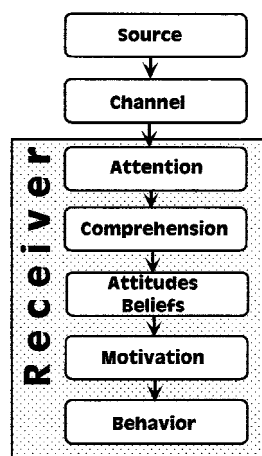 Source
Channel
Receiver
Attention
Comprehension
Attitudes
Beliefs
Motivation
Behavior